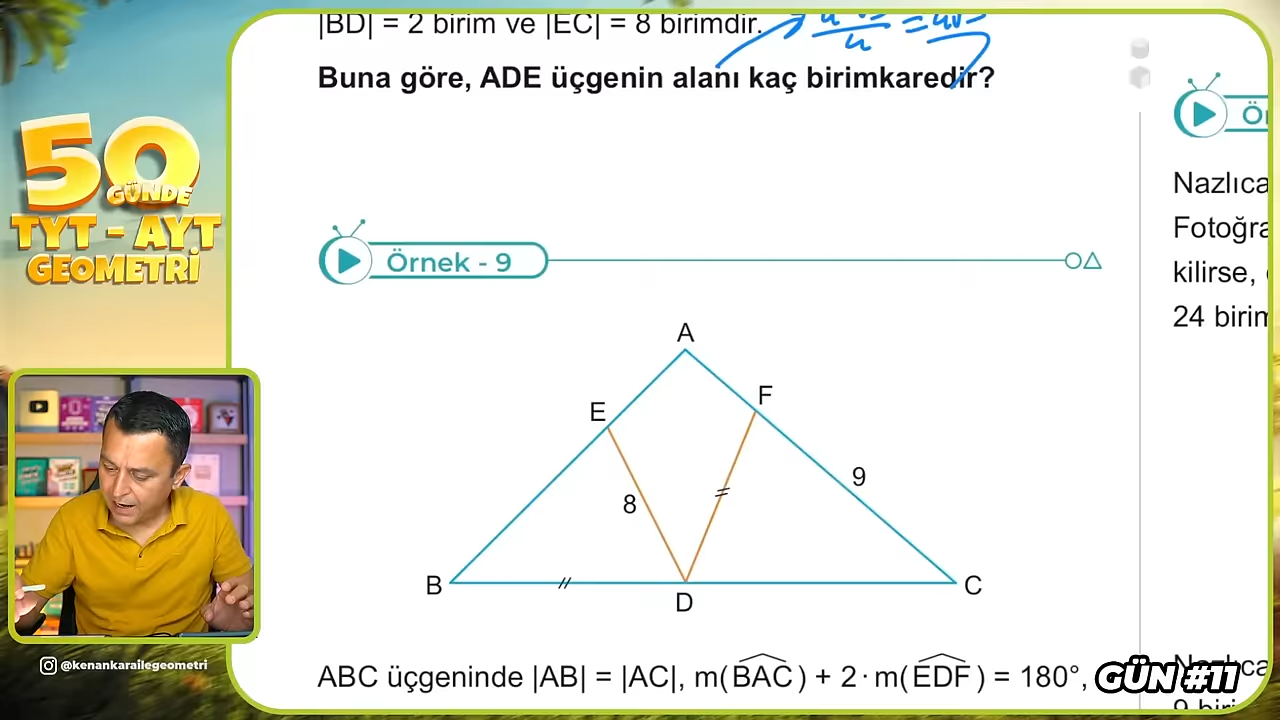 |BD| = 2 birim ve |EC| = 8 birimdir.
Buna göre, ADE üçgenin alanı kaç birimkaredir?
50
GÜNDE
TYT - AYT
GEOMETRİ
Örnek - 9
A
E
F
8
9
B
D
C
ABC üçgeninde |AB| = |AC|, m(BAC) + 2·m(EDF) = 180°,
Nazlıca
Fotoğra
kilirse,
24 birim
GÜN #11
@kenankarailegeometri